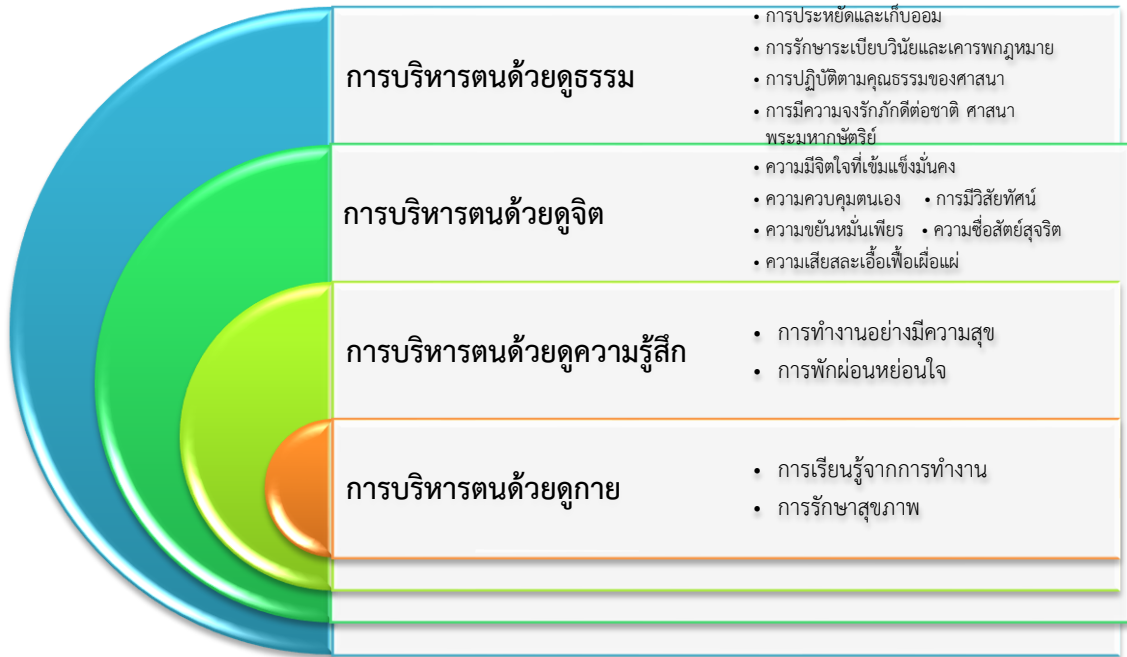 การบริหารตนด้วยดูธรรม
• การประหยัดและเก็บออม
• การรักษาระเบียบวินัยและเคารพกฎหมาย
• การปฏิบัติตามคุณธรรมของศาสนา
• การมีความจงรักภักดีต่อชาติ ศาสนา
พระมหากษัตริย์
การบริหารตนด้วยดูจิต
• ความมีจิตใจที่เข้มแข็งมั่นคง
• ความควบคุมตนเอง • การมีวิสัยทัศน์
• ความขยันหมั่นเพียร • ความซื่อสัตย์สุจริต
• ความเสียสละเอื้อเฟื้อเผื่อแผ่
การบริหารตนด้วยดูความรู้สึก
• การทำงานอย่างมีความสุข
• การพักผ่อนหย่อนใจ
การบริหารตนด้วยดูกาย
• การเรียนรู้จากการทำงาน
• การรักษาสุขภาพ